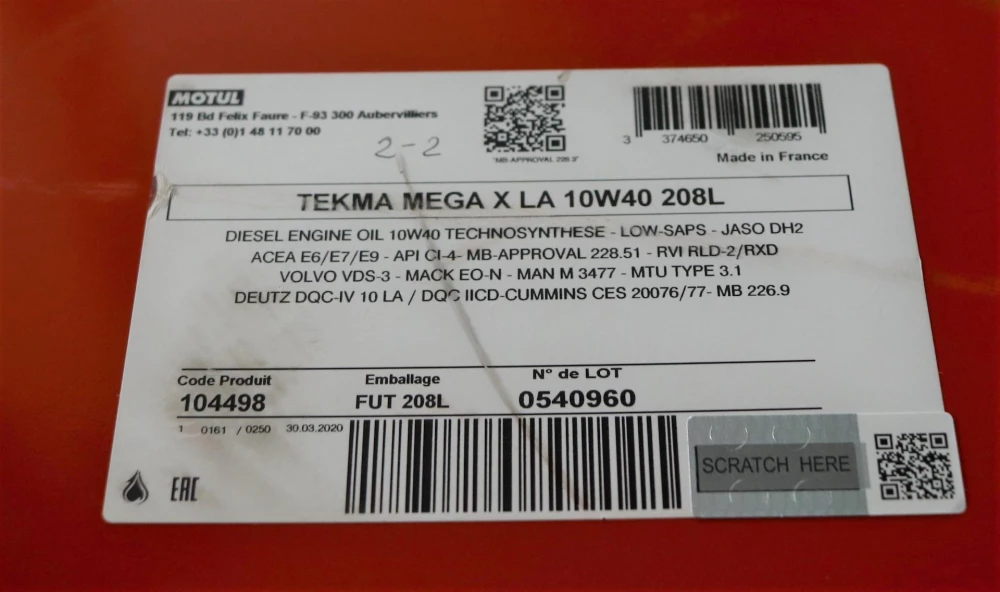 MOTUL
119 Bd Felix Faure - F-93 300 Aubervilliers
Tel: +33 (0)1 48 11 70 00
2-2
"MB-APPROVAL 228.3"
3 374650 250595
Made in France
TEKMA MEGA X LA 10W40 208L
DIESEL ENGINE OIL 10W40 TECHNOSYNTHESE - LOW-SAPS - JASO DH2
ACEA E6/E7/E9 - API CI-4- MB-APPROVAL 228.51 - RVI RLD-2/RXD
VOLVO VDS-3 - MACK EO-N - MAN M 3477 - MTU TYPE 3.1
DEUTZ DQC-IV 10 LA / DQC IICD-CUMMINS CES 20076/77- MB 226.9
Code Produit Emballage N° de LOT
104498 FUT 208L 0540960
1 0161 / 0250 30.03.2020
SCRATCH HERE
EAC